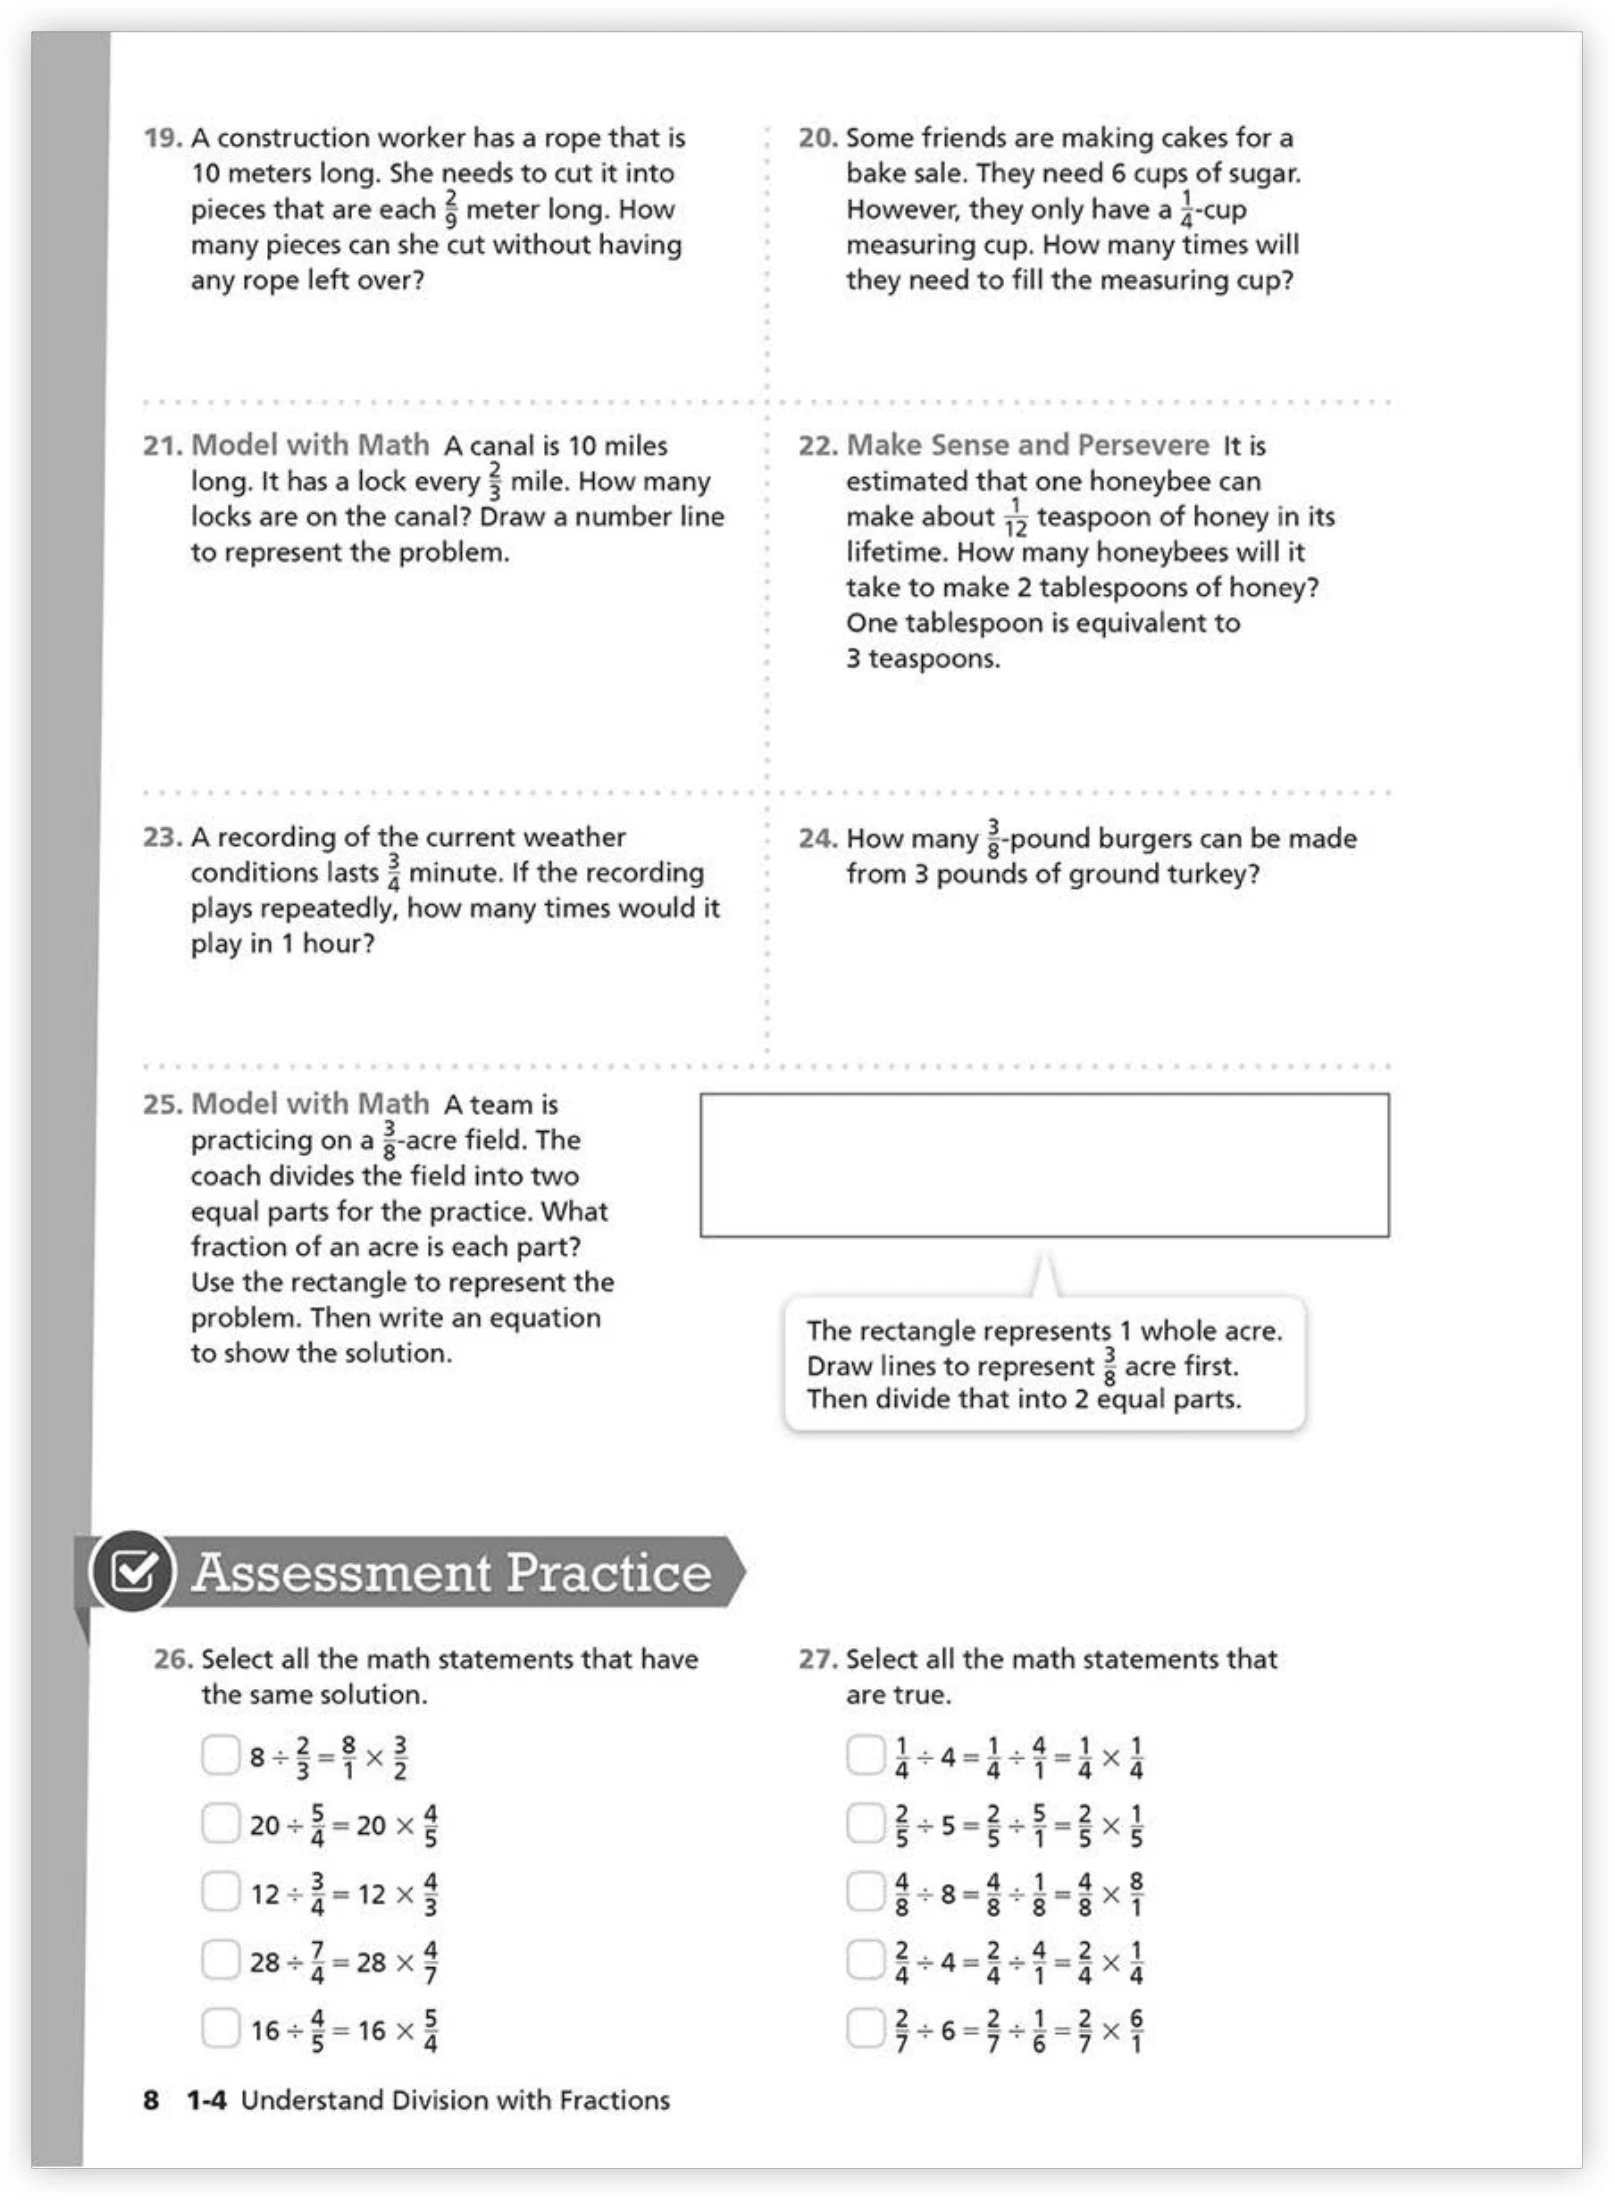 19. A construction worker has a rope that is
10 meters long. She needs to cut it into
pieces that are each 2/9 meter long. How
many pieces can she cut without having
any rope left over?
20. Some friends are making cakes for a
bake sale. They need 6 cups of sugar.
However, they only have a 1/4-cup
measuring cup. How many times will
they need to fill the measuring cup?
21. Model with Math A canal is 10 miles
long. It has a lock every 2/3 mile. How many
locks are on the canal? Draw a number line
to represent the problem.
22. Make Sense and Persevere It is
estimated that one honeybee can
make about 1/12 teaspoon of honey in its
lifetime. How many honeybees will it
take to make 2 tablespoons of honey?
One tablespoon is equivalent to
3 teaspoons.
23. A recording of the current weather
conditions lasts 3/4 minute. If the recording
plays repeatedly, how many times would it
play in 1 hour?
24. How many 3/8-pound burgers can be made
from 3 pounds of ground turkey?
25. Model with Math A team is
practicing on a 3/8-acre field. The
coach divides the field into two
equal parts for the practice. What
fraction of an acre is each part?
Use the rectangle to represent the
problem. Then write an equation
to show the solution.
The rectangle represents 1 whole acre.
Draw lines to represent 3/8 acre first.
Then divide that into 2 equal parts.
Assessment Practice
26. Select all the math statements that have
the same solution.
8 ÷ 2/3 = 8/1 × 3/2
20 ÷ 5/4 = 20 × 4/5
12 ÷ 3/4 = 12 × 4/3
28 ÷ 7/4 = 28 × 4/7
16 ÷ 4/5 = 16 × 5/4
27. Select all the math statements that
are true.
1/4 ÷ 4 = 1/4 ÷ 4/1 = 1/4 × 1/4
2/5 ÷ 5 = 2/5 ÷ 5/1 = 2/5 × 1/5
4/8 ÷ 8 = 4/8 ÷ 1/8 = 4/8 × 8/1
2/4 ÷ 4 = 2/4 ÷ 4/1 = 2/4 × 1/4
2/7 ÷ 6 = 2/7 ÷ 1/6 = 2/7 × 6/1
8 1-4 Understand Division with Fractions